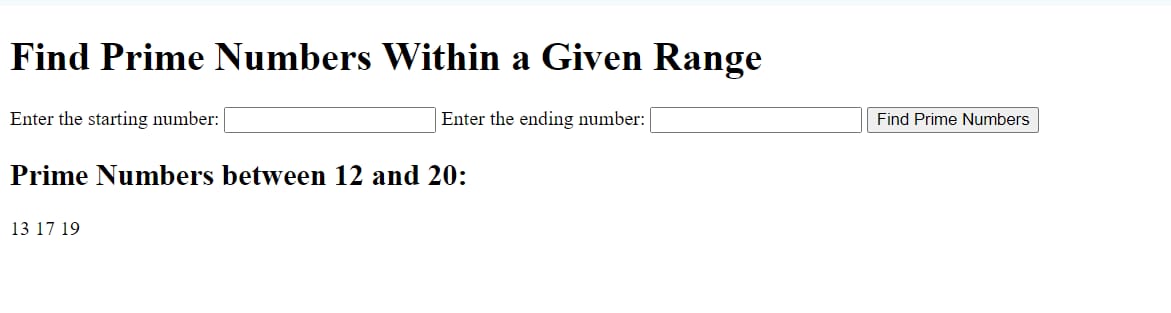 Find Prime Numbers Within a Given Range
Enter the starting number: Enter the ending number: Find Prime Numbers
Prime Numbers between 12 and 20:
13 17 19